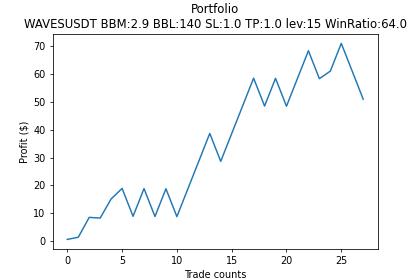 Portfolio
WAVESUSDT BBM:2.9 BBL:140 SL:1.0 TP:1.0 lev:15 WinRatio:64.0
Profit ($)
70
60
50
40
30
20
10
0
0 5 10 15 20 25
Trade counts